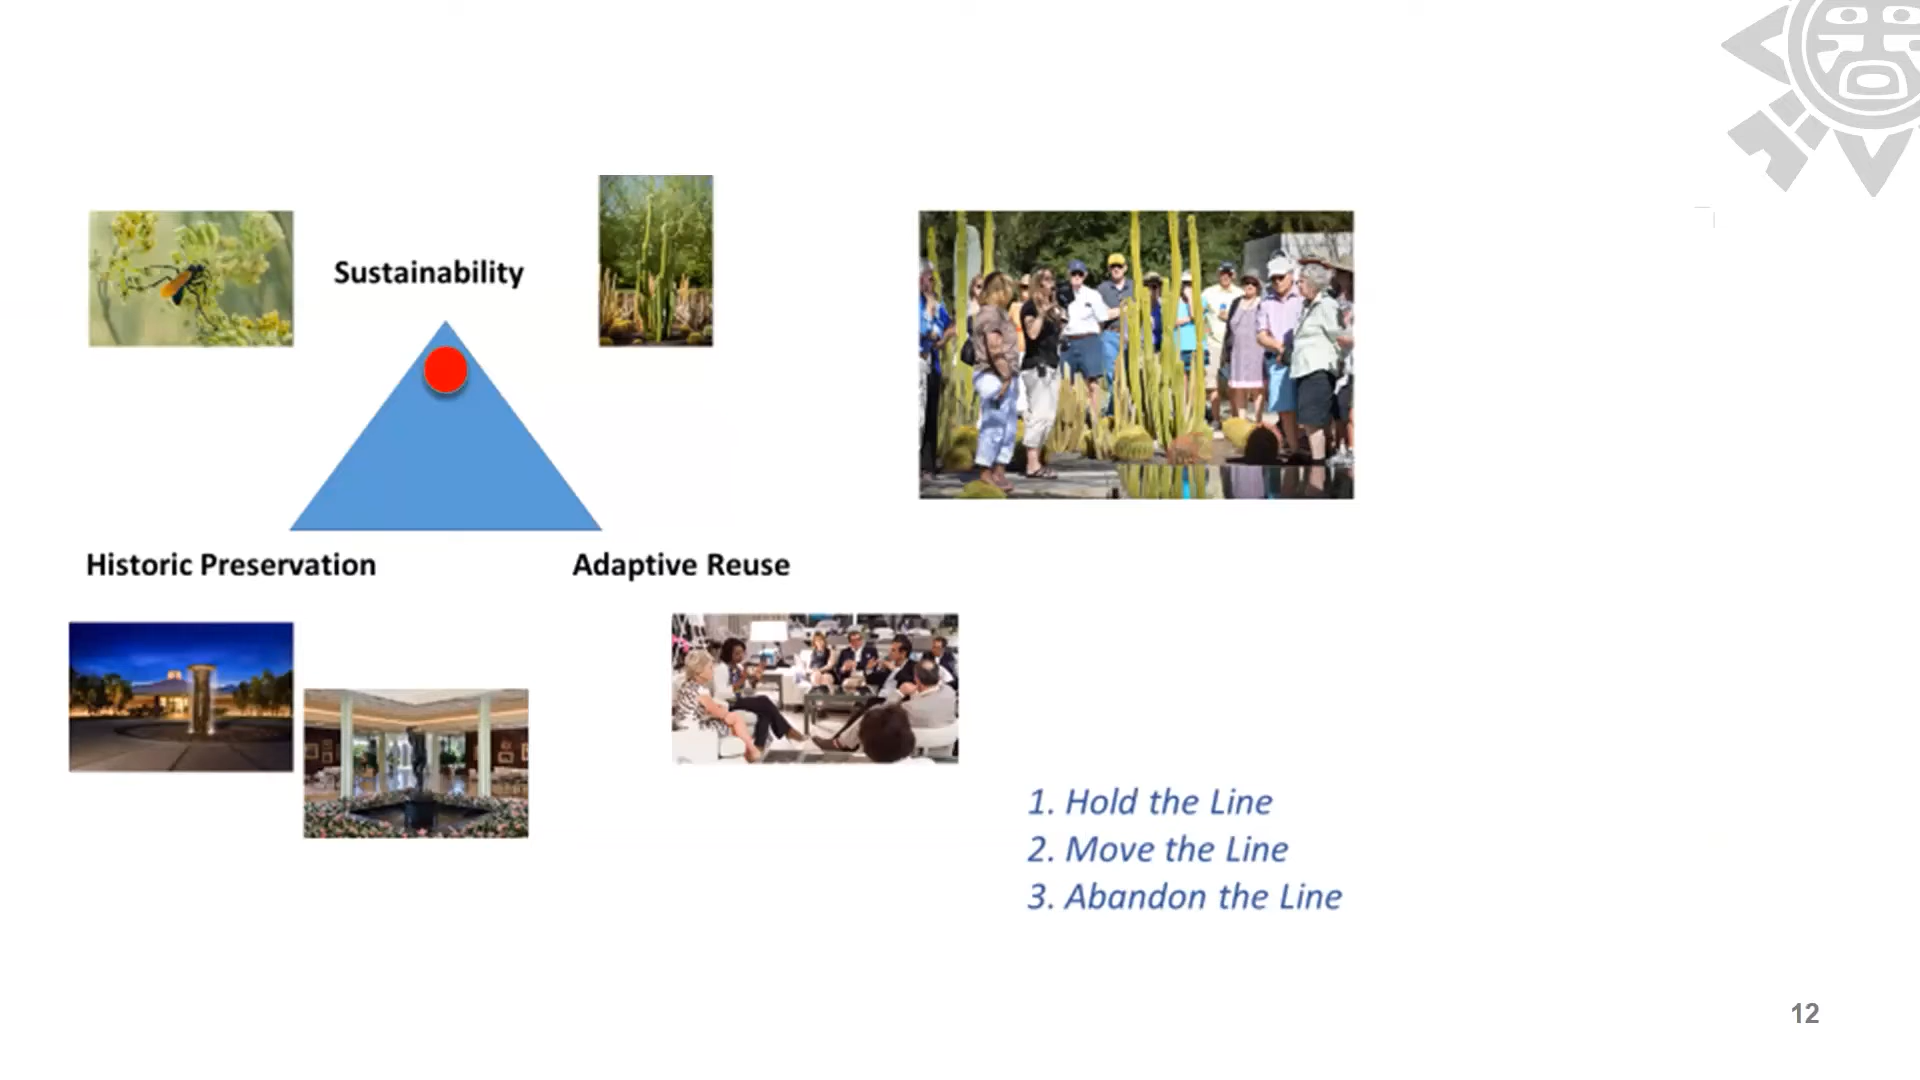 Sustainability
Historic Preservation
Adaptive Reuse
1. Hold the Line
2. Move the Line
3. Abandon the Line
12